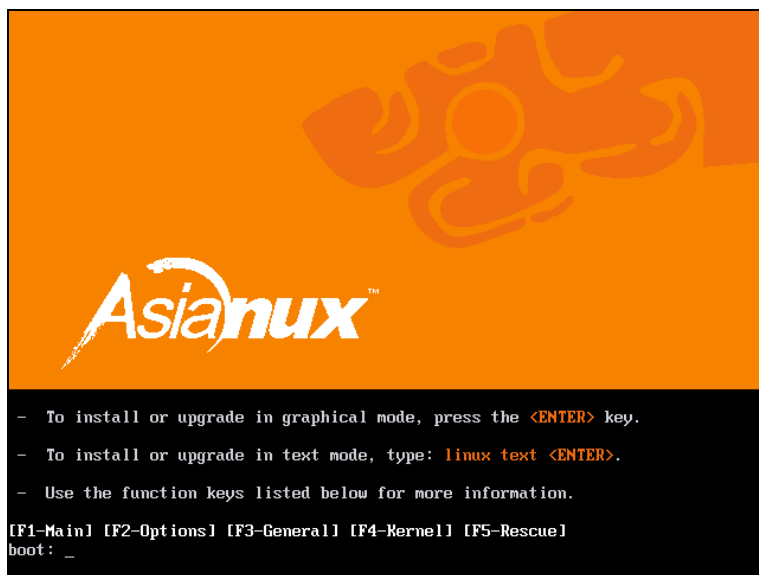 Asianux™
- To install or upgrade in graphical mode, press the <ENTER> key.
- To install or upgrade in text mode, type: linux text <ENTER>.
- Use the function keys listed below for more information.
[F1-Main] [F2-Options] [F3-General] [F4-Kernel] [F5-Rescue]
boot: _